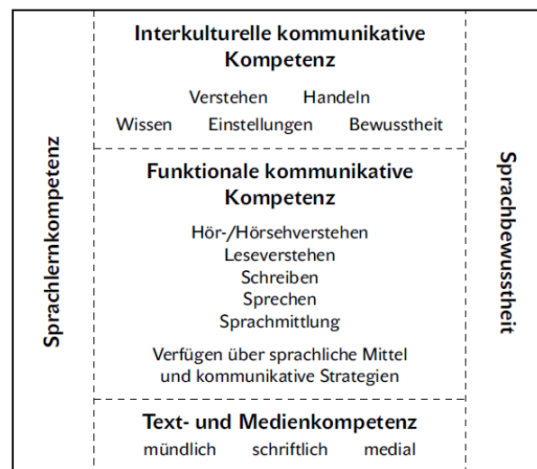 Sprachlernkompetenz
Interkulturelle kommunikative
Kompetenz
Verstehen Handeln
Wissen Einstellungen Bewusstheit
Funktionale kommunikative
Kompetenz
Hör-/Hörsehverstehen
Leseverstehen
Schreiben
Sprechen
Sprachmittlung
Verfügen über sprachliche Mittel
und kommunikative Strategien
Text- und Medienkompetenz
mündlich schriftlich medial
Sprachbewusstheit